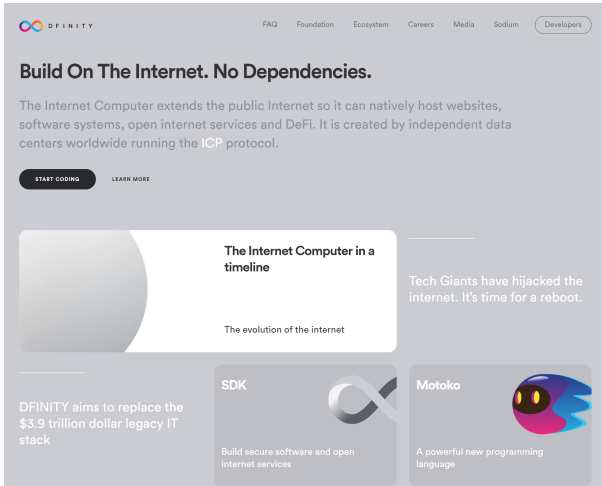 DFINITY
FAQ
Foundation
Ecosystem
Careers
Media
Sodium
Developers
Build On The Internet. No Dependencies.
The Internet Computer extends the public Internet so it can natively host websites,
software systems, open internet services and DeFi. It is created by independent data
centers worldwide running the ICP protocol.
START CODING
LEARN MORE
The Internet Computer in a
timeline
The evolution of the internet
Tech Giants have hijacked the
internet. It's time for a reboot.
DFINITY aims to replace the
$3.9 trillion dollar legacy IT
stack
SDK
Build secure software and open
internet services
Motoko
A powerful new programming
language